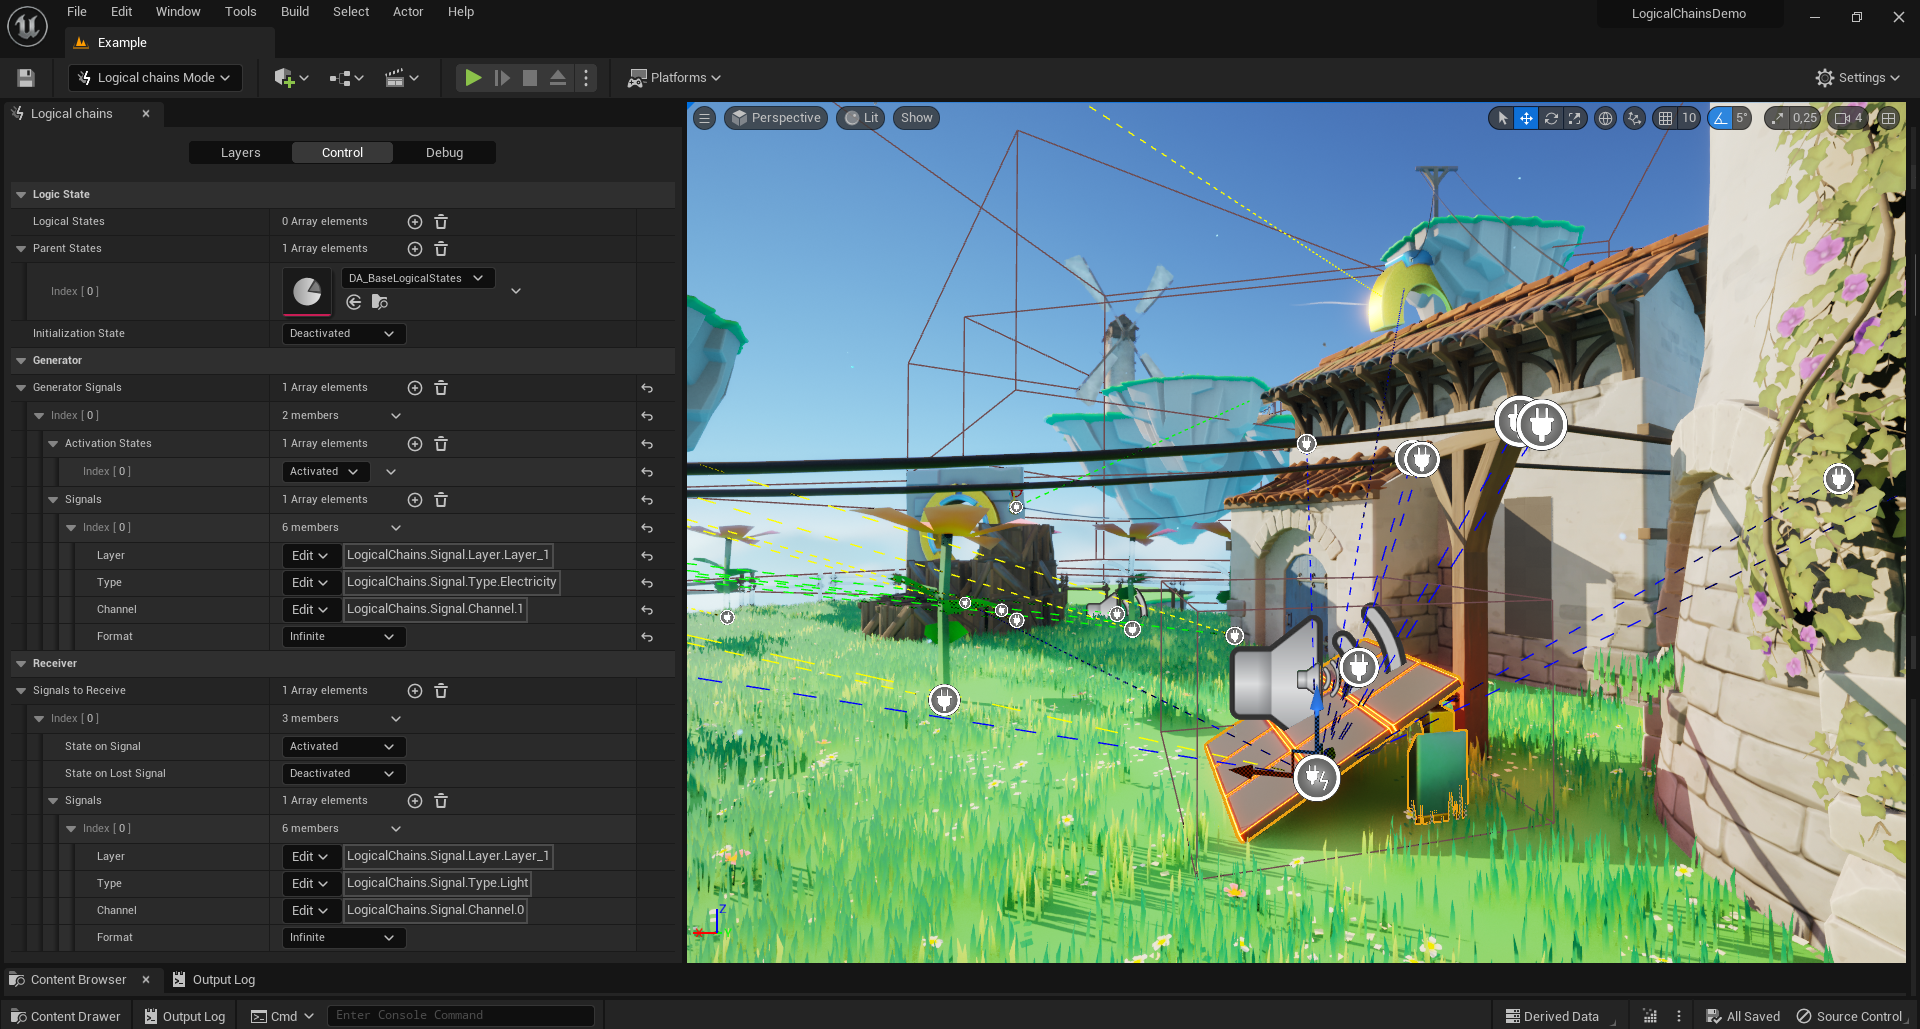 File Edit Window Tools Build Select Actor Help
LogicalChainsDemo
Example
Logical chains Mode
Platforms
Settings
Logical chains
Layers Control Debug
Logic State
Logical States 0 Array elements
Parent States 1 Array elements
DA_BaseLogicalStates
Index [ 0 ]
Initialization State Deactivated
Generator
Generator Signals 1 Array elements
Index [ 0 ] 2 members
Activation States 1 Array elements
Index [ 0 ] Activated
Signals 1 Array elements
Index [ 0 ] 6 members
Layer Edit LogicalChains.Signal.Layer.Layer_1
Type Edit LogicalChains.Signal.Type.Electricity
Channel Edit LogicalChains.Signal.Channel.1
Format Infinite
Receiver
Signals to Receive 1 Array elements
Index [ 0 ] 3 members
State on Signal Activated
State on Lost Signal Deactivated
Signals 1 Array elements
Index [ 0 ] 6 members
Layer Edit LogicalChains.Signal.Layer.Layer_1
Type Edit LogicalChains.Signal.Type.Light
Channel Edit LogicalChains.Signal.Channel.0
Format Infinite
Perspective Lit Show
10 5° 0,25 4
Z
Content Browser Output Log
Content Drawer Output Log Cmd Enter Console Command
Derived Data All Saved Source Control